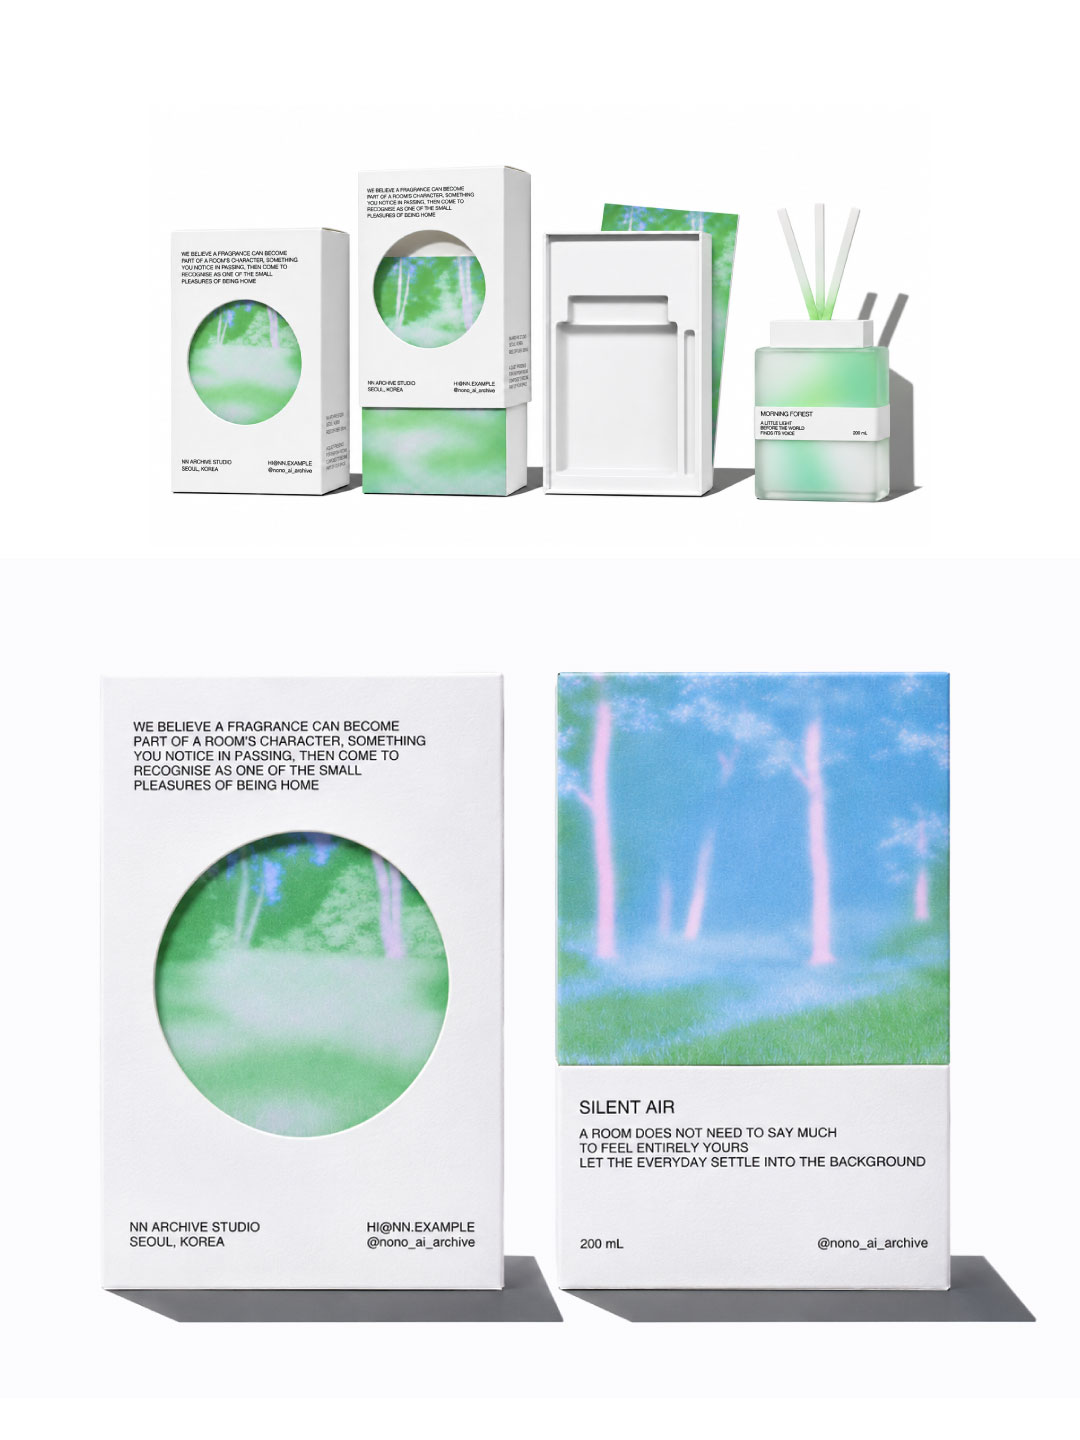 WE BELIEVE A FRAGRANCE CAN BECOME
PART OF A ROOM'S CHARACTER, SOMETHING
YOU NOTICE IN PASSING, THEN COME TO
RECOGNISE AS ONE OF THE SMALL
PLEASURES OF BEING HOME
NN ARCHIVE STUDIO
SEOUL, KOREA
HI@NN.EXAMPLE
@nono_ai_archive
WE BELIEVE A FRAGRANCE CAN BECOME
PART OF A ROOM'S CHARACTER, SOMETHING
YOU NOTICE IN PASSING, THEN COME TO
RECOGNISE AS ONE OF THE SMALL
PLEASURES OF BEING HOME
NN ARCHIVE STUDIO
SEOUL, KOREA
HI@NN.EXAMPLE
@nono_ai_archive
MORNING FOREST
A LITTLE LIGHT
BEFORE THE WORLD
FINDS ITS VOICE
200 mL
WE BELIEVE A FRAGRANCE CAN BECOME
PART OF A ROOM'S CHARACTER, SOMETHING
YOU NOTICE IN PASSING, THEN COME TO
RECOGNISE AS ONE OF THE SMALL
PLEASURES OF BEING HOME
NN ARCHIVE STUDIO
SEOUL, KOREA
HI@NN.EXAMPLE
@nono_ai_archive
SILENT AIR
A ROOM DOES NOT NEED TO SAY MUCH
TO FEEL ENTIRELY YOURS
LET THE EVERYDAY SETTLE INTO THE BACKGROUND
200 mL
@nono_ai_archive